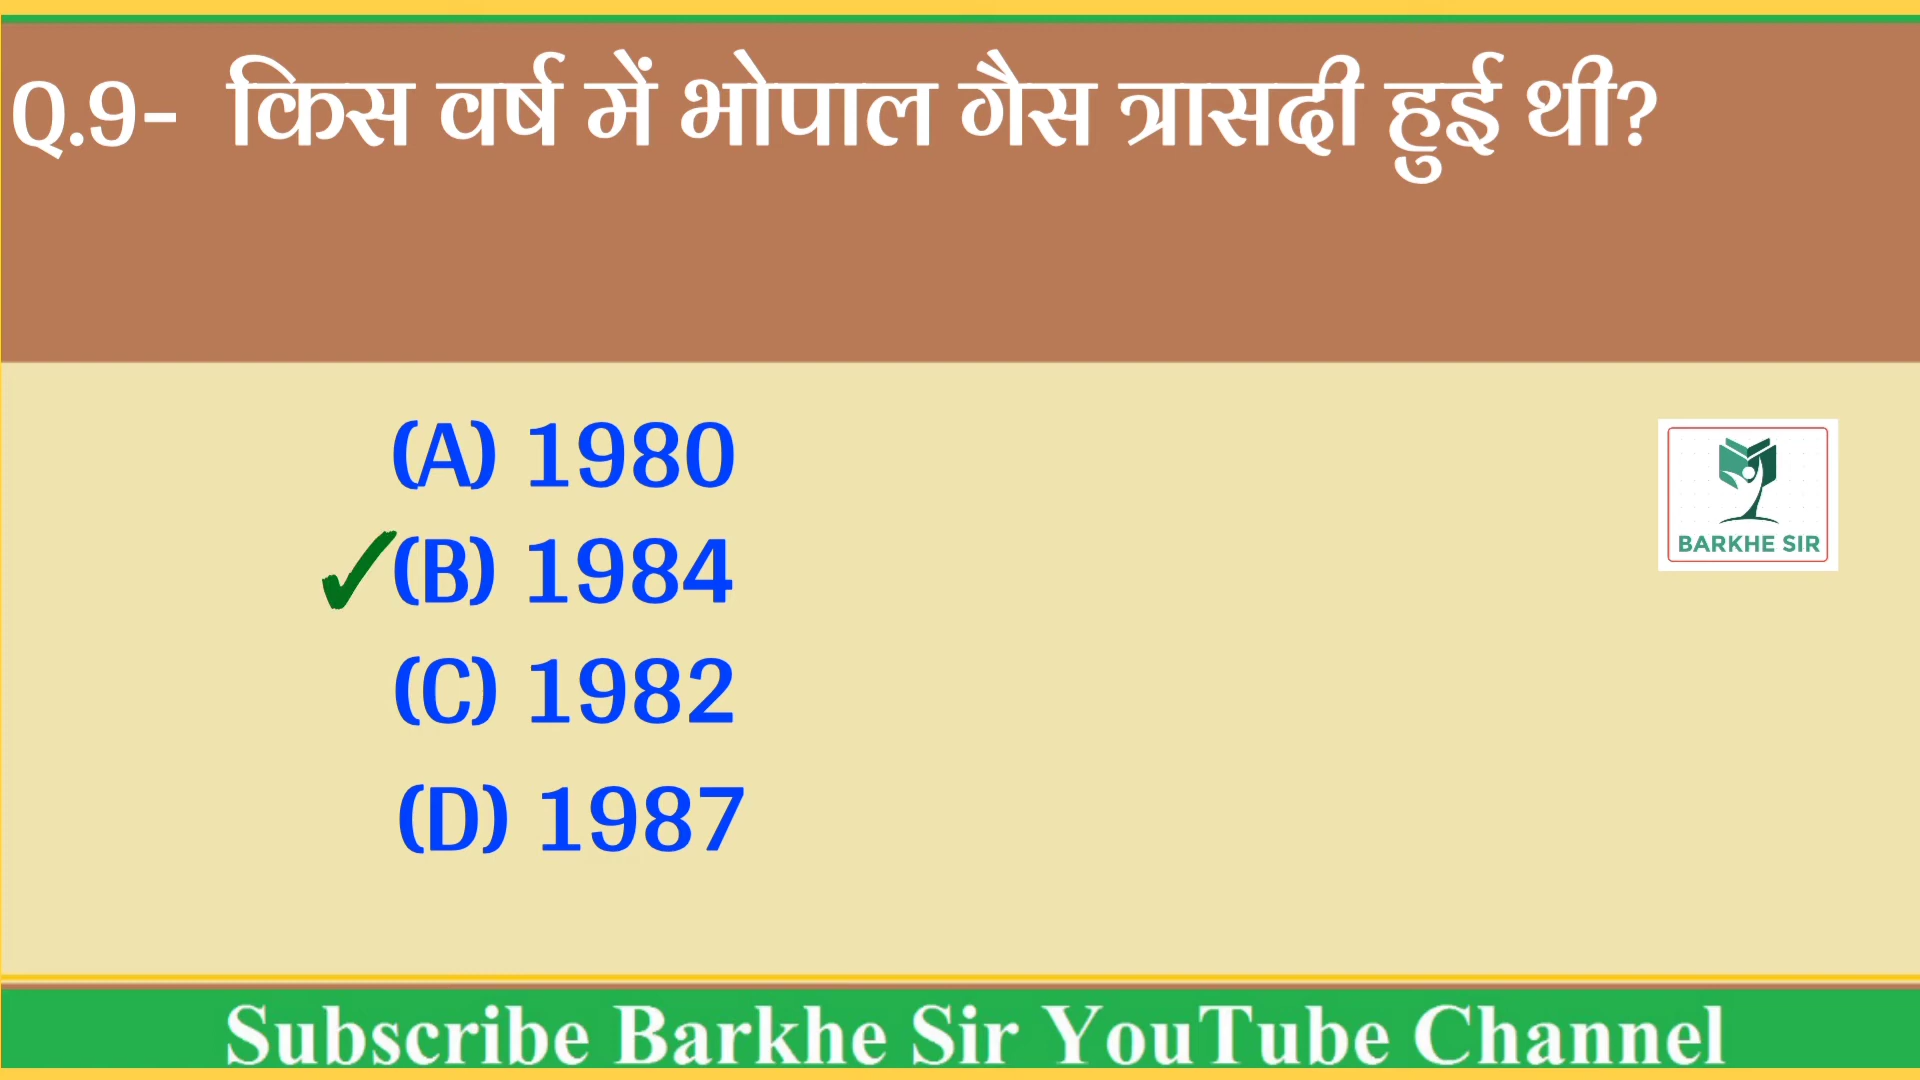 Q.9- किस वर्ष में भोपाल गैस त्रासदी हुई थी?
(A) 1980
(B) 1984
(C) 1982
(D) 1987
BARKHE SIR
Subscribe Barkhe Sir YouTube Channel